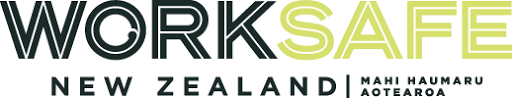 WORKSAFE
NEW ZEALAND | MAHI HAUMARU
AOTEAROA